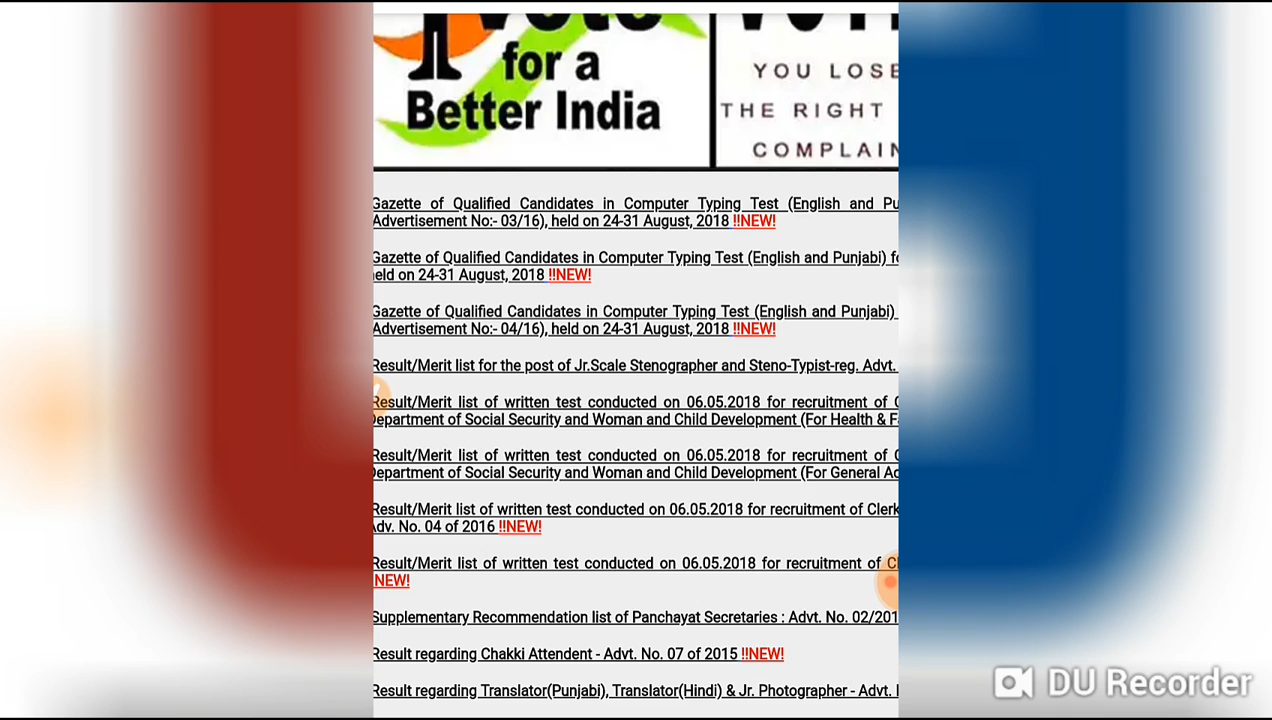 for a
Better India
YOU LOSE
THE RIGHT
COMPLAIN
Gazette of Qualified Candidates in Computer Typing Test (English and Pu
Advertisement No:- 03/16), held on 24-31 August, 2018 !!NEW!
Gazette of Qualified Candidates in Computer Typing Test (English and Punjabi) fo
eld on 24-31 August, 2018 !!NEW!
Gazette of Qualified Candidates in Computer Typing Test (English and Punjabi)
Advertisement No:- 04/16), held on 24-31 August, 2018 !!NEW!
Result/Merit list for the post of Jr.Scale Stenographer and Steno-Typist-reg. Advt.
Result/Merit list of written test conducted on 06.05.2018 for recruitment of C
Department of Social Security and Woman and Child Development (For Health & F
Result/Merit list of written test conducted on 06.05.2018 for recruitment of C
Department of Social Security and Woman and Child Development (For General Ad
Result/Merit list of written test conducted on 06.05.2018 for recruitment of Clerk
Adv. No. 04 of 2016 !!NEW!
Result/Merit list of written test conducted on 06.05.2018 for recruitment of Cl
!NEW!
Supplementary Recommendation list of Panchayat Secretaries : Advt. No. 02/201
Result regarding Chakki Attendent - Advt. No. 07 of 2015 !!NEW!
Result regarding Translator(Punjabi), Translator(Hindi) & Jr. Photographer - Advt.
DU Recorder